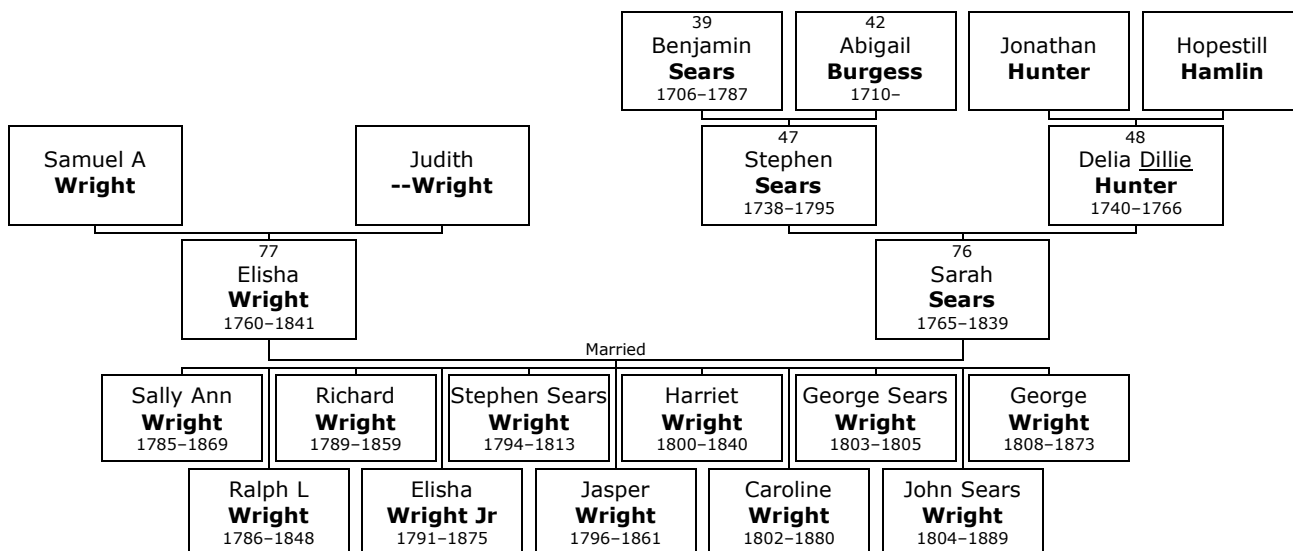 39
Benjamin
Sears
1706–1787
42
Abigail
Burgess
1710–
Jonathan
Hunter
Hopestill
Hamlin
Samuel A
Wright
Judith
--Wright
47
Stephen
Sears
1738–1795
48
Delia Dillie
Hunter
1740–1766
77
Elisha
Wright
1760–1841
76
Sarah
Sears
1765–1839
Married
Sally Ann
Wright
1785–1869
Richard
Wright
1789–1859
Stephen Sears
Wright
1794–1813
Harriet
Wright
1800–1840
George Sears
Wright
1803–1805
George
Wright
1808–1873
Ralph L
Wright
1786–1848
Elisha
Wright Jr
1791–1875
Jasper
Wright
1796–1861
Caroline
Wright
1802–1880
John Sears
Wright
1804–1889